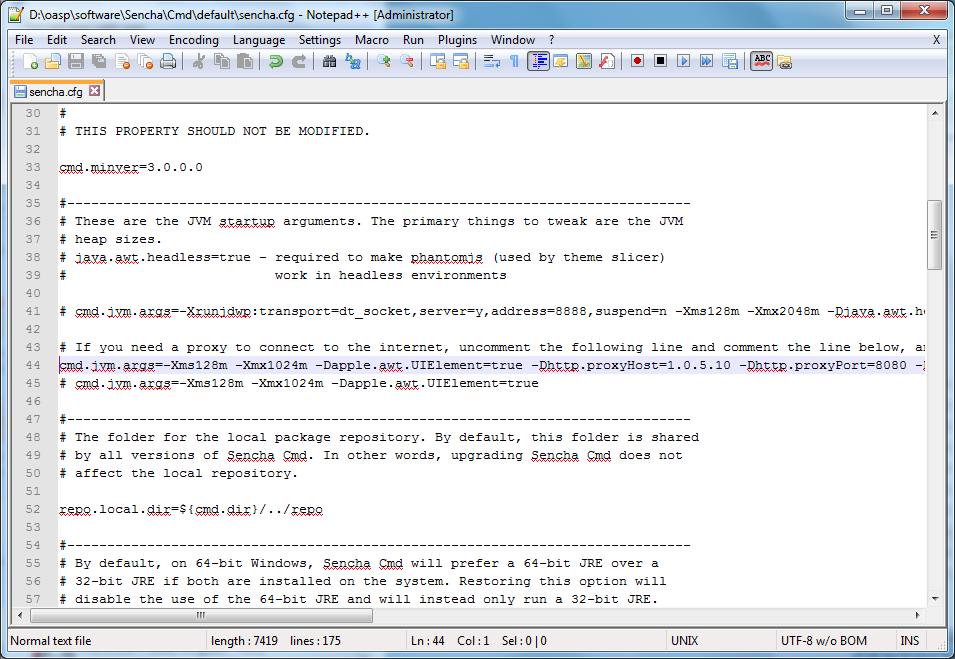 D:\oasp\software\Sencha\Cmd\default\sencha.cfg - Notepad++ [Administrator]
File Edit Search View Encoding Language Settings Macro Run Plugins Window ? X
ABC
sencha.cfg
30 #
31 # THIS PROPERTY SHOULD NOT BE MODIFIED.
32
33 cmd.minver=3.0.0.0
34
35 #------------------------------------------------------------------------------
36 # These are the JVM startup arguments. The primary things to tweak are the JVM
37 # heap sizes.
38 # java.awt.headless=true - required to make phantomjs (used by theme slicer)
39 #                          work in headless environments
40
41 # cmd.jvm.args=-Xrunjdwp:transport=dt_socket,server=y,address=8888,suspend=n -Xms128m -Xmx2048m -Djava.awt.he
42
43 # If you need a proxy to connect to the internet, uncomment the following line and comment the line below, an
44 cmd.jvm.args=-Xms128m -Xmx1024m -Dapple.awt.UIElement=true -Dhttp.proxyHost=1.0.5.10 -Dhttp.proxyPort=8080 -
45 # cmd.jvm.args=-Xms128m -Xmx1024m -Dapple.awt.UIElement=true
46
47 #------------------------------------------------------------------------------
48 # The folder for the local package repository. By default, this folder is shared
49 # by all versions of Sencha Cmd. In other words, upgrading Sencha Cmd does not
50 # affect the local repository.
51
52 repo.local.dir=${cmd.dir}/../repo
53
54 #------------------------------------------------------------------------------
55 # By default, on 64-bit Windows, Sencha Cmd will prefer a 64-bit JRE over a
56 # 32-bit JRE if both are installed on the system. Restoring this option will
57 # disable the use of the 64-bit JRE and will instead only run a 32-bit JRE.
Normal text file length : 7419 lines : 175 Ln : 44 Col : 1 Sel : 0 | 0 UNIX UTF-8 w/o BOM INS